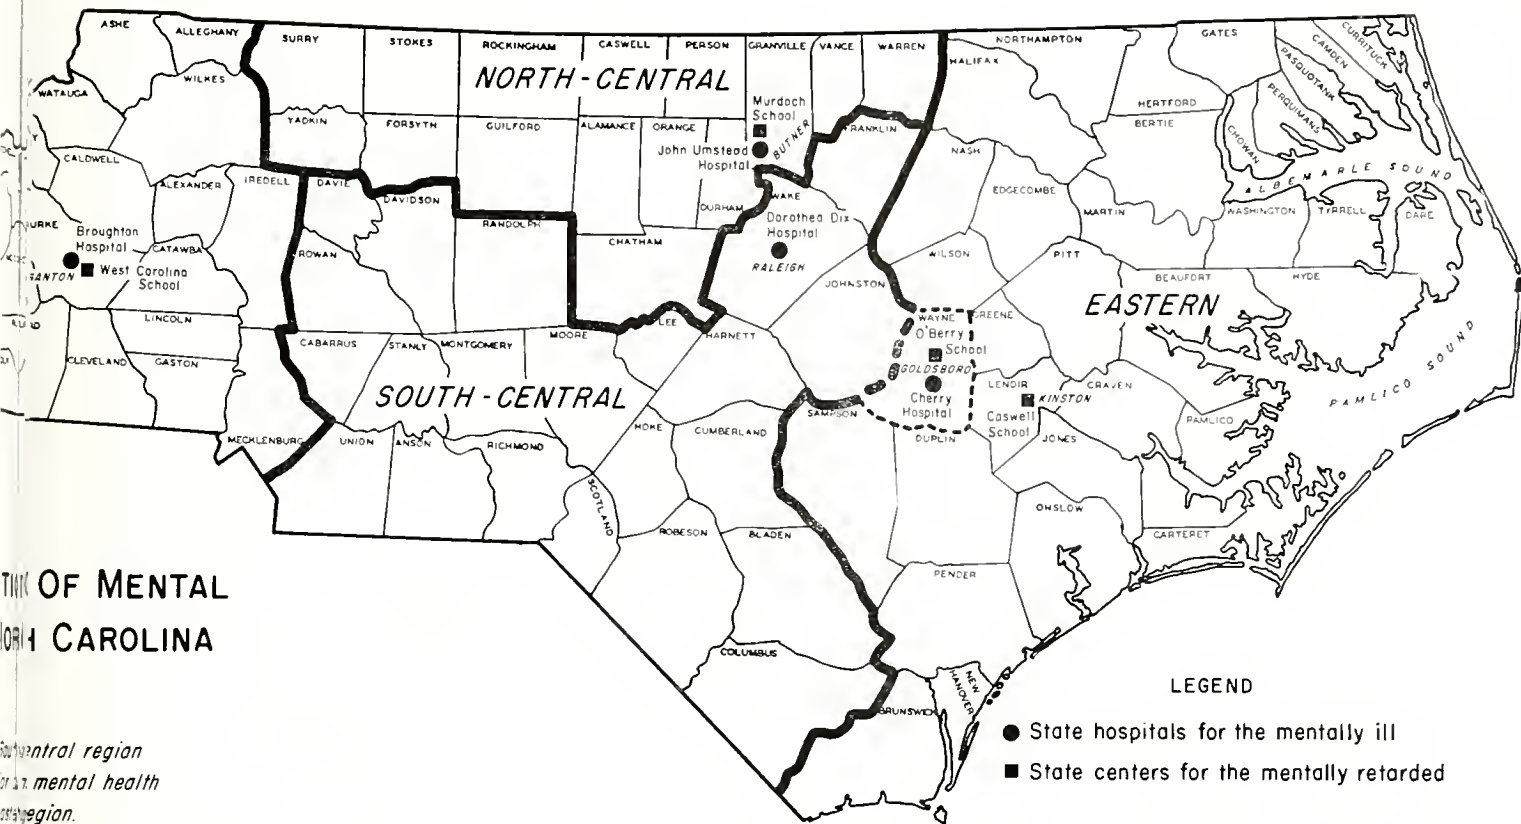 ASHE
ALLEGHANY
SURRY
STOKES
ROCKINGHAM
CASWELL
PERSON
GRANVILLE
VANCE
WARREN
NORTHAMPTON
GATES
CURRITUCK
CAMDEN
PASQUOTANK
PERQUIMANS
CHOWAN
HALIFAX
HERTFORD
BERTIE
NORTH-CENTRAL
WATAUGA
WILKES
YADKIN
FORSYTH
GUILFORD
ALAMANCE
ORANGE
Murdoch
School
John Umstead
Hospital
BUTNER
FRANKLIN
NASH
CALDWELL
ALEXANDER
IREDELL
DAVIE
DAVIDSON
RANDOLPH
CHATHAM
DURHAM
WAKE
Dorothea Dix
Hospital
RALEIGH
EDGECOMBE
MARTIN
ALBEMARLE SOUND
WASHINGTON
TYRRELL
DARE
URKE
Broughton
Hospital
GANTON
West Carolina
School
CATAWBA
ROWAN
JOHNSTON
WILSON
PITT
BEAUFORT
HYDE
EASTERN
LINCOLN
CLEVELAND
GASTON
CABARRUS
STANLY
MONTGOMERY
MOORE
LEE
HARNETT
WAYNE
GREENE
O'Berry
School
GOLDSBORO
Cherry
Hospital
LENOIR
KINSTON
Caswell
School
CRAVEN
PAMLICO
PAMLICO SOUND
SOUTH-CENTRAL
MECKLENBURG
UNION
ANSON
RICHMOND
HOKE
CUMBERLAND
SAMPSON
DUPLIN
JONES
SCOTLAND
ROBESON
BLADEN
ONSLOW
CARTERET
PENDER
COLUMBUS
BRUNSWICK
NEW
HANOVER
OF MENTAL
CAROLINA
entral region
mental health
egion.
LEGEND
State hospitals for the mentally ill
State centers for the mentally retarded